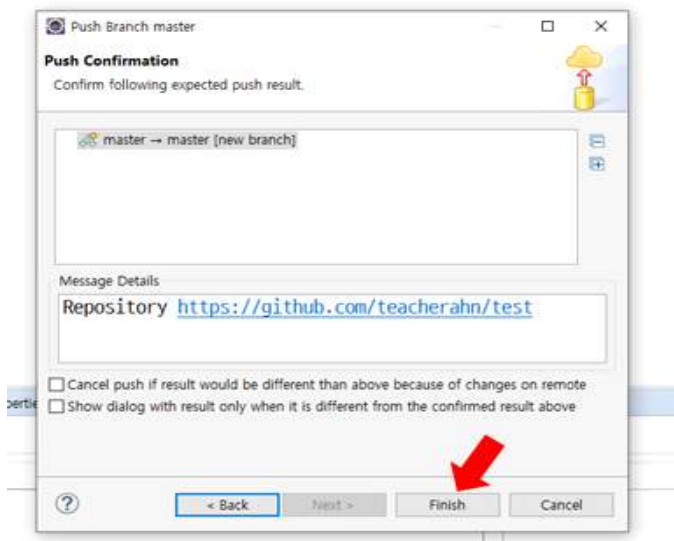 Push Branch master
Push Confirmation
Confirm following expected push result.
master → master [new branch]
Message Details
Repository https://github.com/teacherahn/test
Cancel push if result would be different than above because of changes on remote
Show dialog with result only when it is different from the confirmed result above
< Back Next > Finish Cancel